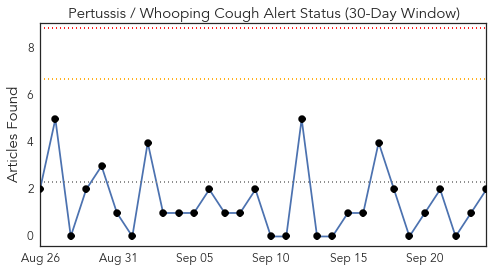 Pertussis / Whooping Cough Alert Status (30-Day Window)
Articles Found
8
6
4
2
0
Aug 26 Aug 31 Sep 05 Sep 10 Sep 15 Sep 20